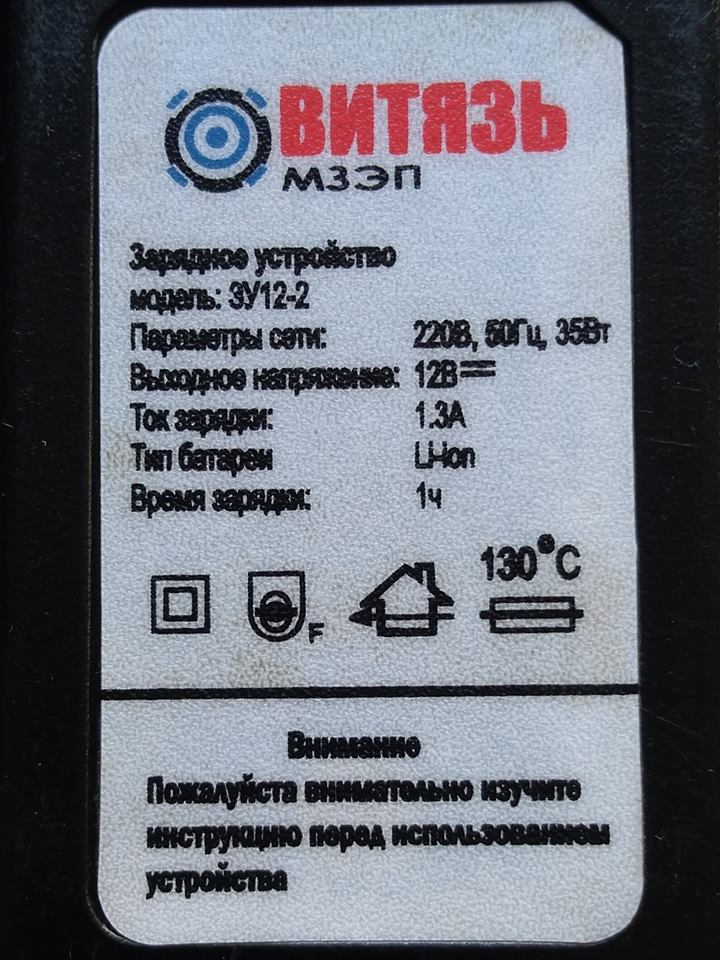 ВИТЯЗЬ
МЗЭП
Зарядное устройство
модель: ЗУ12-2
Параметры сети: 220В, 50Гц, 35Вт
Выходное напряжение: 12В
Ток зарядки: 1.3А
Тип батареи Li-Ion
Время зарядки: 1ч
130°C
F
Внимание
Пожалуйста внимательно изучите
инструкцию перед использованием
устройства